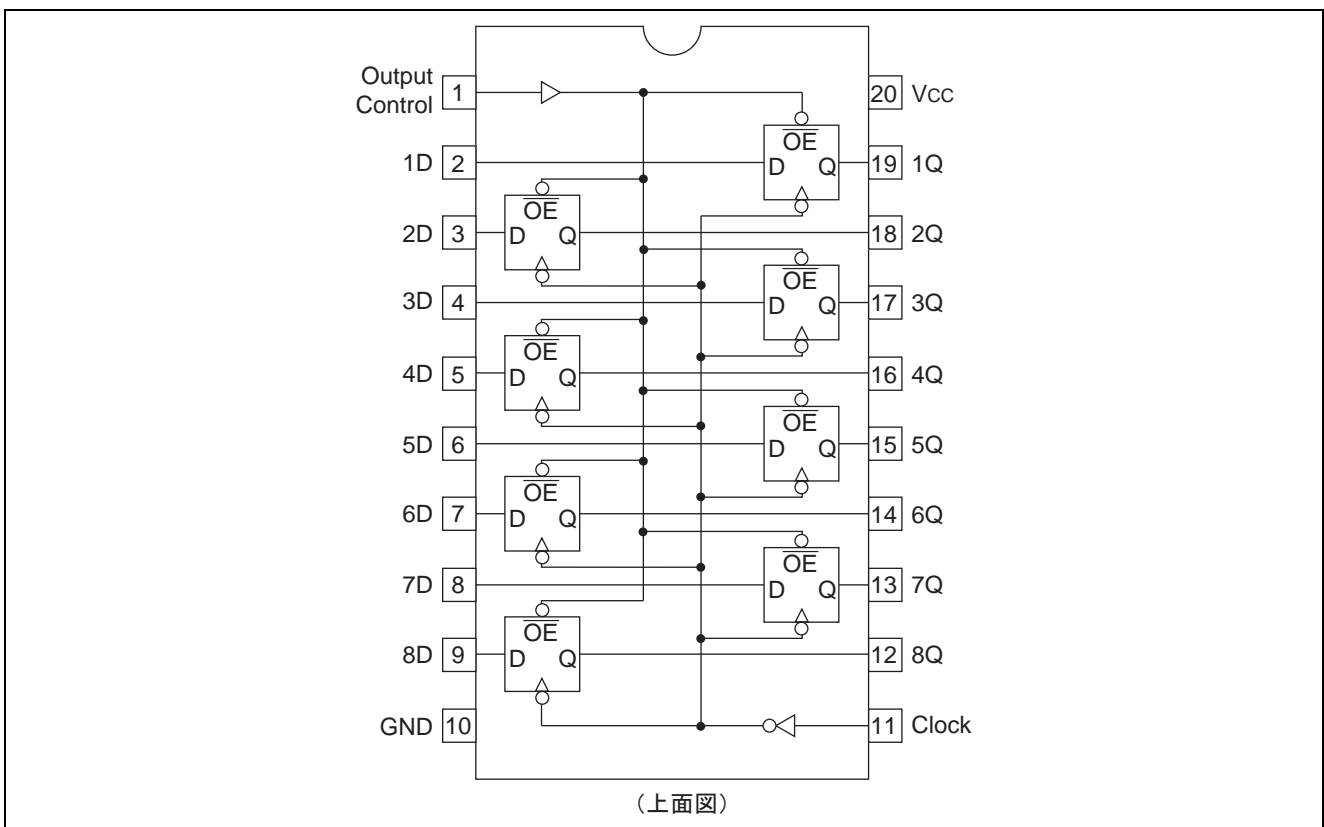 Output
Control 1
20 Vcc
OE
1D 2
D Q
19 1Q
OE
2D 3
D Q
18 2Q
OE
3D 4
D Q
17 3Q
OE
4D 5
D Q
16 4Q
OE
5D 6
D Q
15 5Q
OE
6D 7
D Q
14 6Q
OE
7D 8
D Q
13 7Q
OE
8D 9
D Q
12 8Q
GND 10
11 Clock
（上面図）